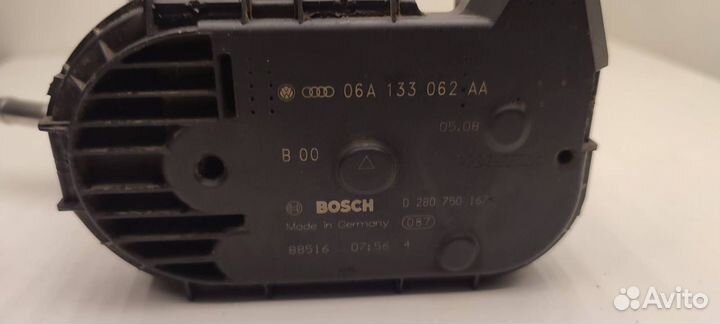 06A 133 062 AA
05.08
B 00
BOSCH
0 280 750 167
Made in Germany
087
88516 07:56 4
Avito